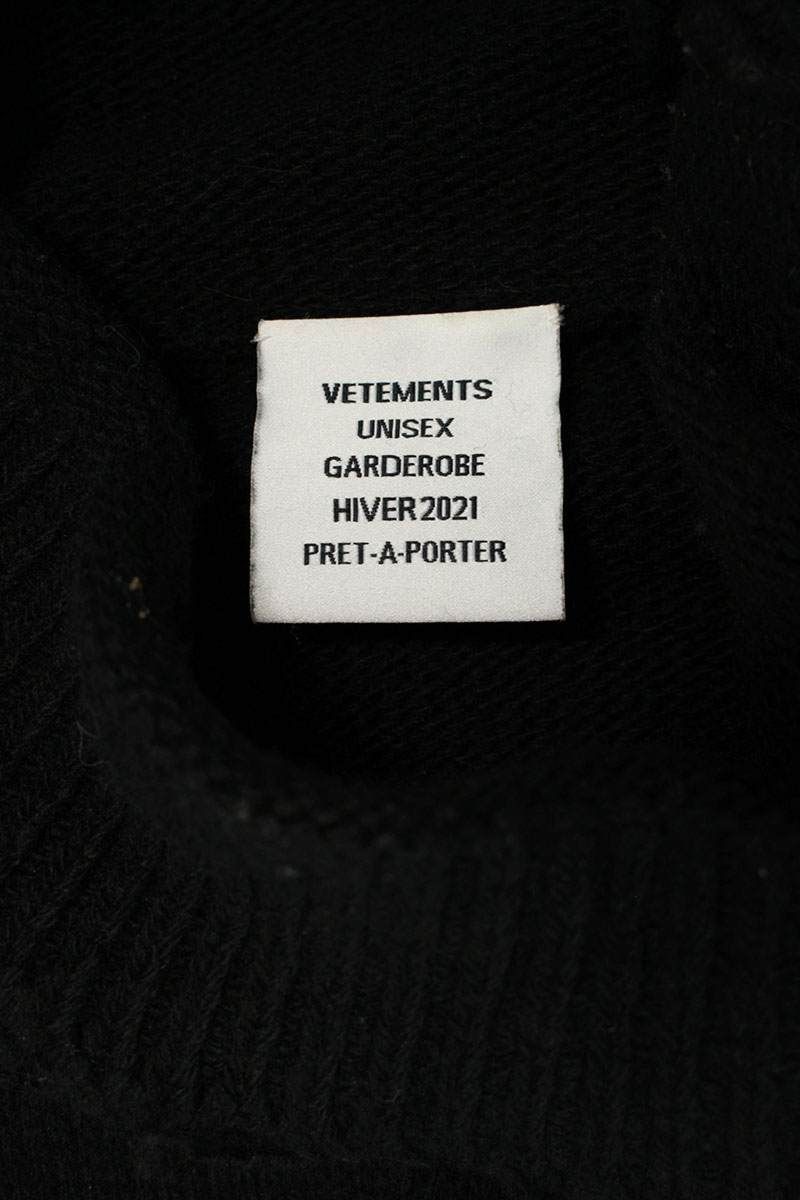 VETEMENTS
UNISEX
GARDEROBE
HIVER 2021
PRET-A-PORTER